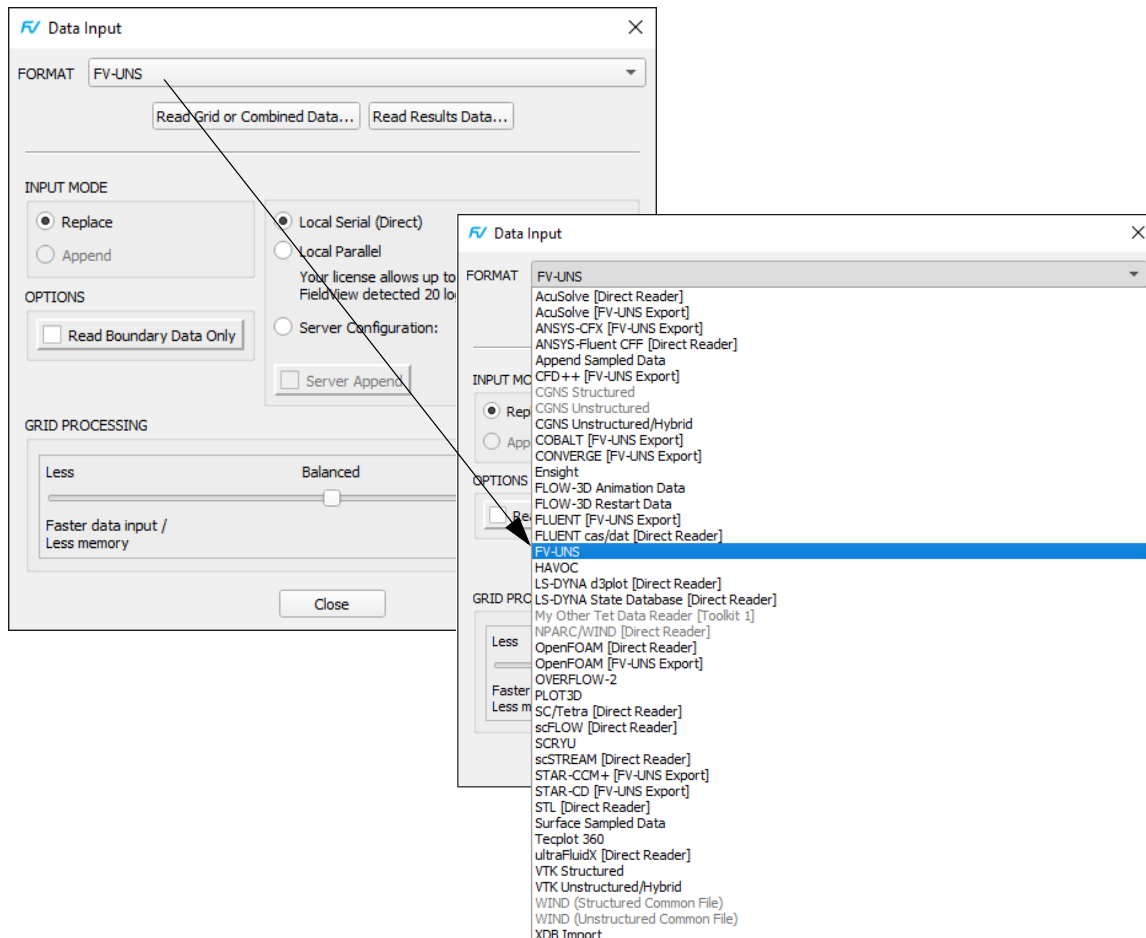 FV Data Input
FORMAT FV-UNS
Read Grid or Combined Data... Read Results Data...
INPUT MODE
Replace
Append
OPTIONS
Read Boundary Data Only
Local Serial (Direct)
Local Parallel
Your license allows up to
FieldView detected 20 lo
Server Configuration:
Server Append
GRID PROCESSING
Less Balanced
Faster data input /
Less memory
Close
FV Data Input
FORMAT FV-UNS
INPUT MO
Rep
App
OPTIONS
Re
GRID PRO
Less
Faster
Less m
AcuSolve [Direct Reader]
AcuSolve [FV-UNS Export]
ANSYS-CFX [FV-UNS Export]
ANSYS-Fluent CFF [Direct Reader]
Append Sampled Data
CFD++ [FV-UNS Export]
CGNS Structured
CGNS Unstructured
CGNS Unstructured/Hybrid
COBALT [FV-UNS Export]
CONVERGE [FV-UNS Export]
Ensight
FLOW-3D Animation Data
FLOW-3D Restart Data
FLUENT [FV-UNS Export]
FLUENT cas/dat [Direct Reader]
FV-UNS
HAVOC
LS-DYNA d3plot [Direct Reader]
LS-DYNA State Database [Direct Reader]
My Other Tet Data Reader [Toolkit 1]
NPARC/WIND [Direct Reader]
OpenFOAM [Direct Reader]
OpenFOAM [FV-UNS Export]
OVERFLOW-2
PLOT3D
SC/Tetra [Direct Reader]
scFLOW [Direct Reader]
SCRYU
scSTREAM [Direct Reader]
STAR-CCM+ [FV-UNS Export]
STAR-CD [FV-UNS Export]
STL [Direct Reader]
Surface Sampled Data
Tecplot 360
ultraFluidX [Direct Reader]
VTK Structured
VTK Unstructured/Hybrid
WIND (Structured Common File)
WIND (Unstructured Common File)
XDB Import